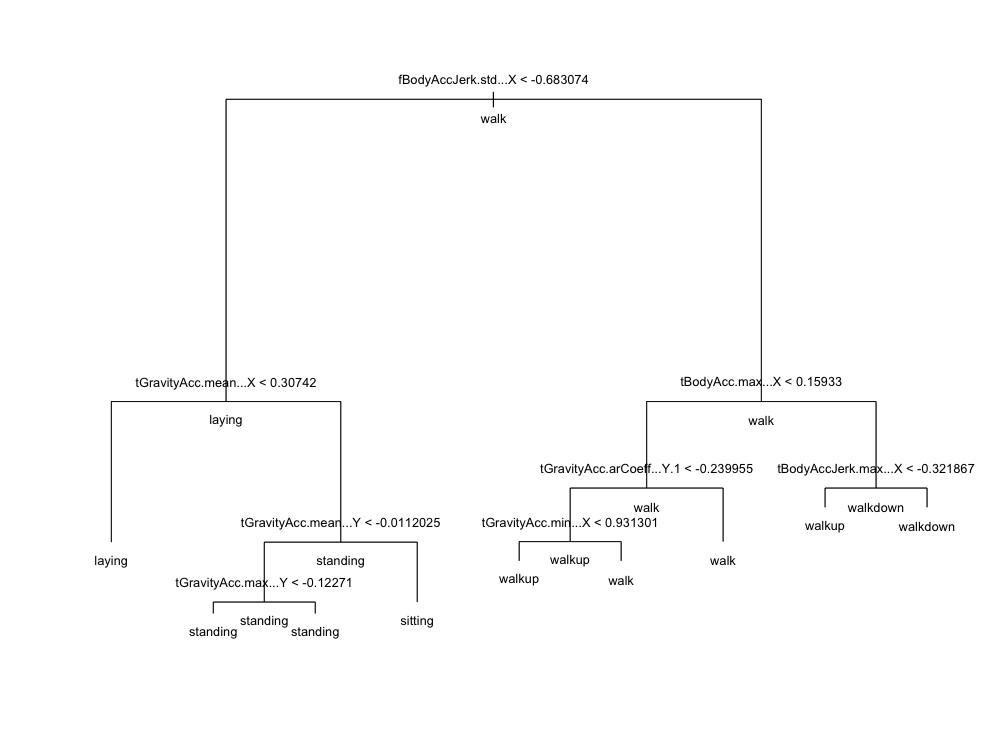 fBodyAccJerk.std...X < -0.683074
walk
tGravityAcc.mean...X < 0.30742
tBodyAcc.max...X < 0.15933
laying
walk
tGravityAcc.arCoeff...Y.1 < -0.239955
tBodyAccJerk.max...X < -0.321867
walk
walkdown
tGravityAcc.mean...Y < -0.0112025
tGravityAcc.min...X < 0.931301
walkup
walkdown
laying
standing
walkup
walk
tGravityAcc.max...Y < -0.12271
walkup
walk
standing
sitting
standing
standing